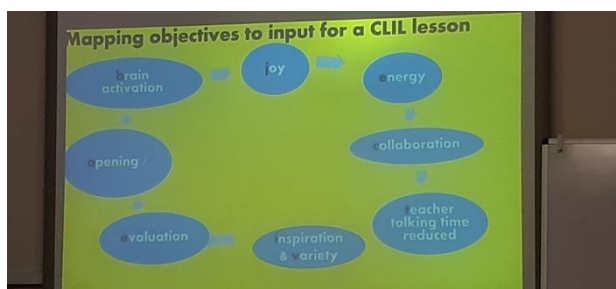 Mapping objectives to input for a CLIL lesson
brain
activation
joy
energy
collaboration
teacher
talking time
reduced
inspiration
& variety
evaluation
opening /